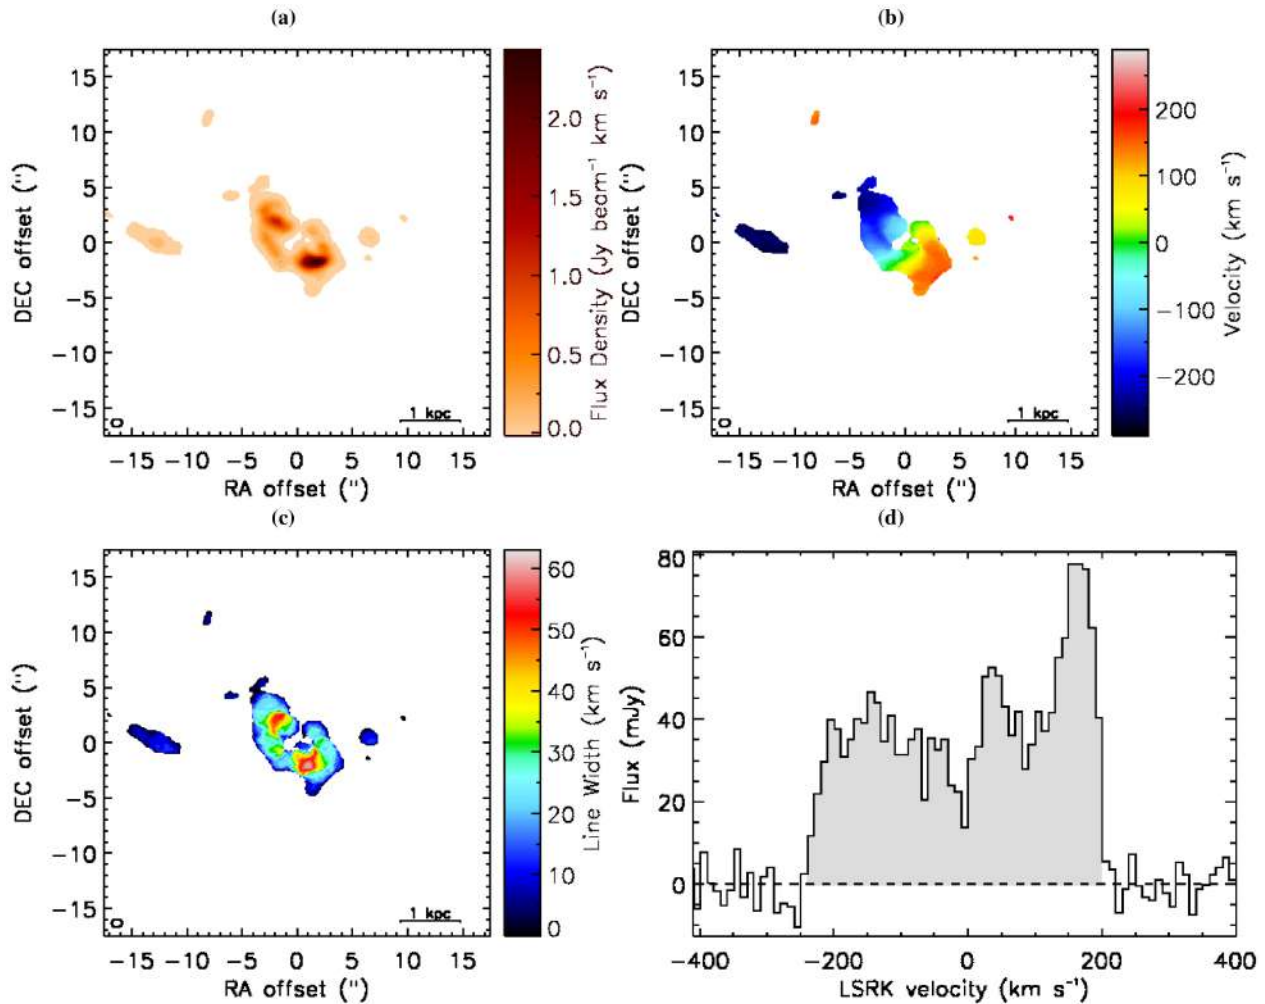 (a)
15
10
5
0
−5
−10
−15
DEC offset (")
−15 −10 −5 0 5 10 15
RA offset (")
1 kpc
2.0
1.5
1.0
0.5
0.0
Flux Density (Jy beam⁻¹ km s⁻¹)
(b)
15
10
5
0
−5
−10
−15
DEC offset (")
−15 −10 −5 0 5 10 15
RA offset (")
1 kpc
200
100
0
−100
−200
Velocity (km s⁻¹)
(c)
15
10
5
0
−5
−10
−15
DEC offset (")
−15 −10 −5 0 5 10 15
RA offset (")
1 kpc
60
50
40
30
20
10
0
Line Width (km s⁻¹)
(d)
80
60
40
20
0
Flux (mJy)
−400 −200 0 200 400
LSRK velocity (km s⁻¹)